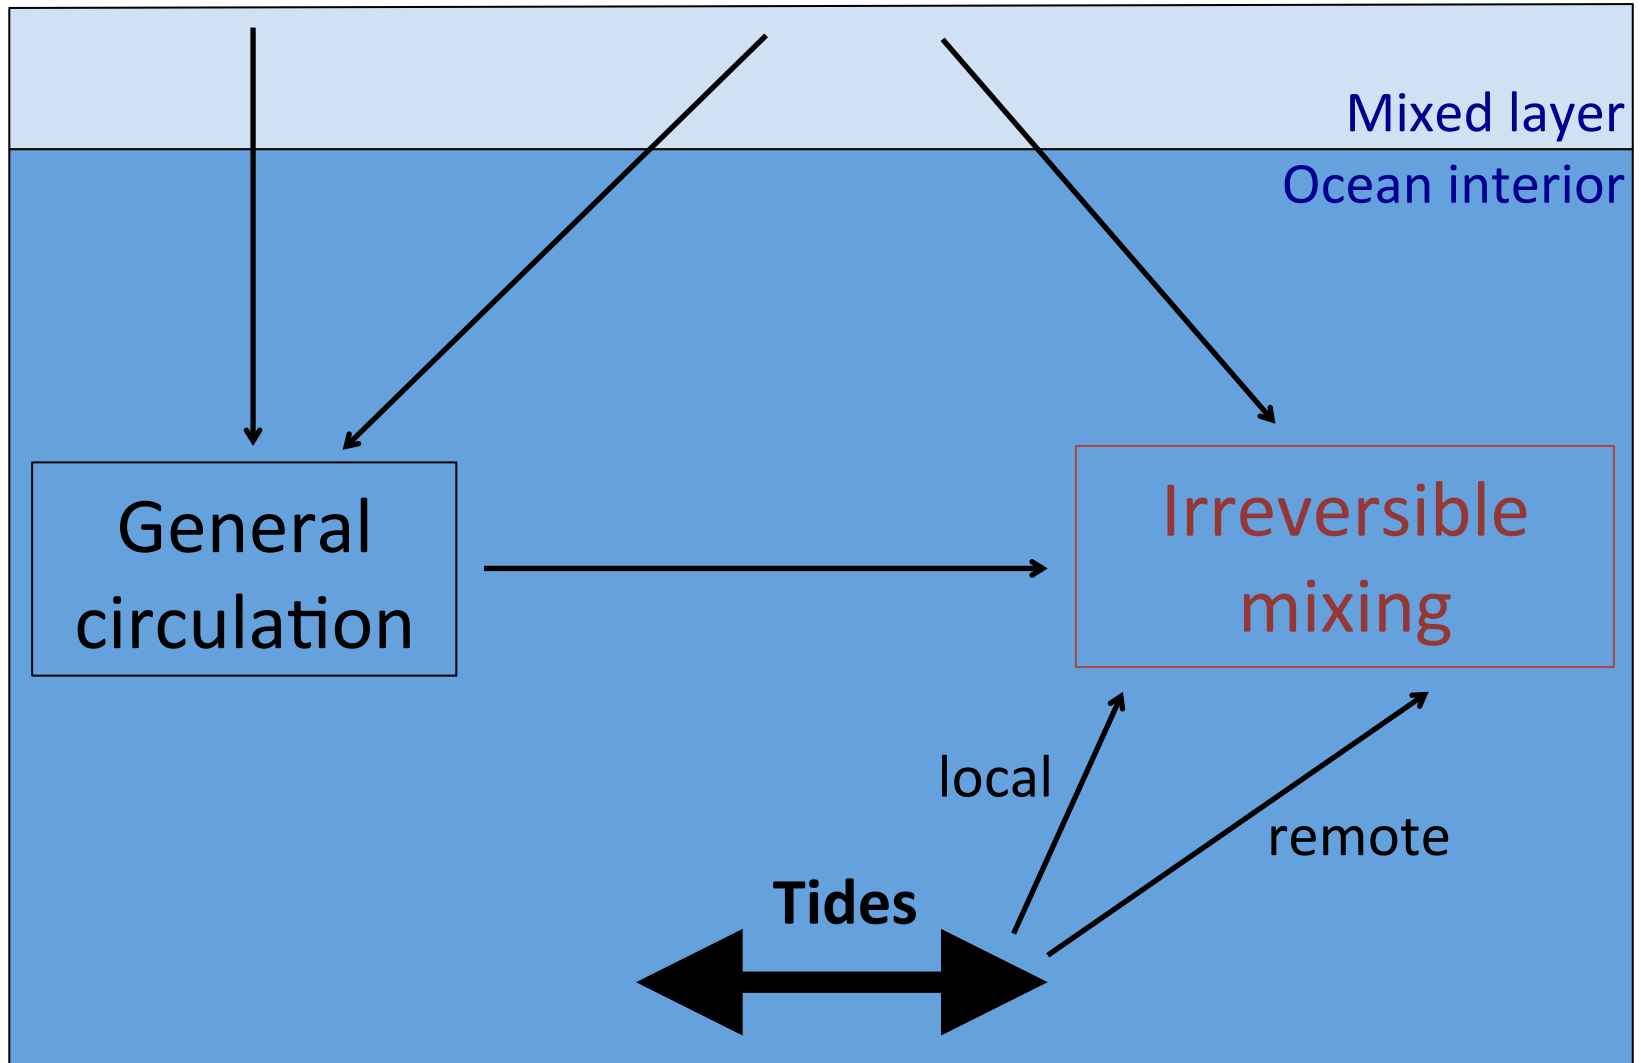 Mixed layer
Ocean interior
General
circulation
Irreversible
mixing
local
remote
Tides